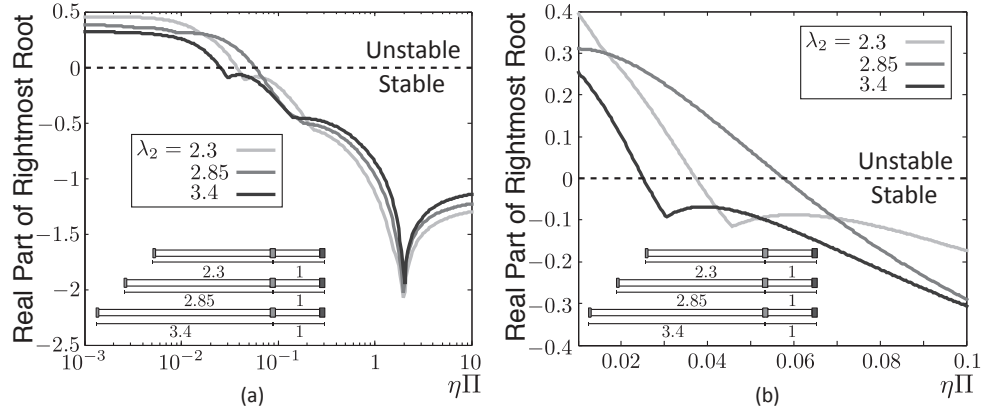 Real Part of Rightmost Root
0.5
0
−0.5
−1
−1.5
−2
−2.5
Unstable
Stable
λ₂ = 2.3
2.85
3.4
2.3 1
2.85 1
3.4 1
10⁻³ 10⁻² 10⁻¹ 1 10
ηΠ
(a)
Real Part of Rightmost Root
0.4
0.3
0.2
0.1
0
−0.1
−0.2
−0.3
−0.4
λ₂ = 2.3
2.85
3.4
Unstable
Stable
2.3 1
2.85 1
3.4 1
0.02 0.04 0.06 0.08 0.1
ηΠ
(b)